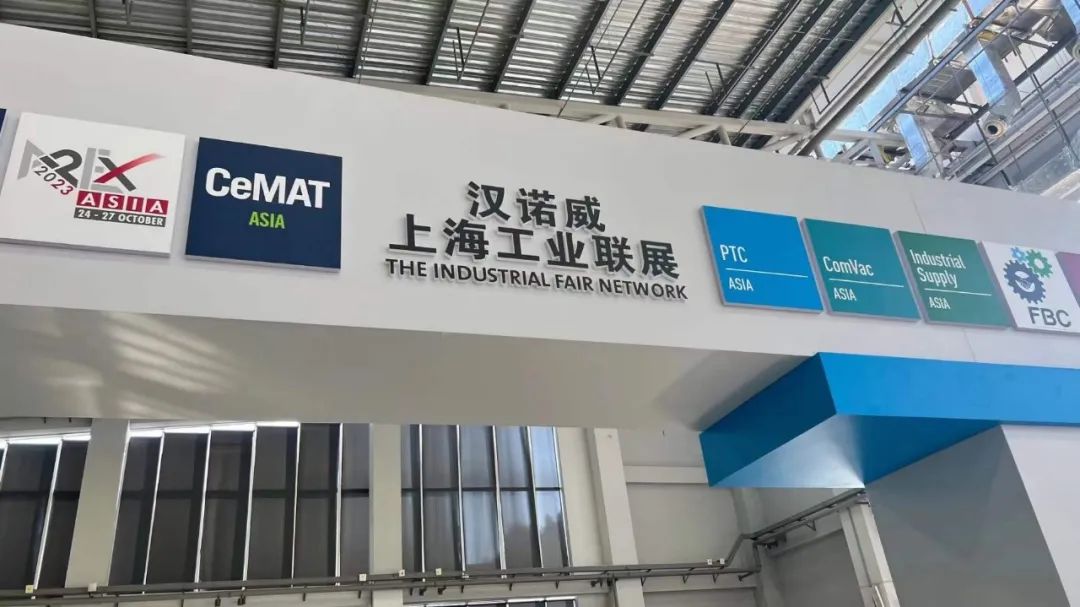 APEX
2023
ASIA
24 - 27 OCTOBER
CeMAT
ASIA
汉诺威
上海工业联展
THE INDUSTRIAL FAIR NETWORK
PTC
ASIA
ComVac
ASIA
Industrial
Supply
ASIA
FBC